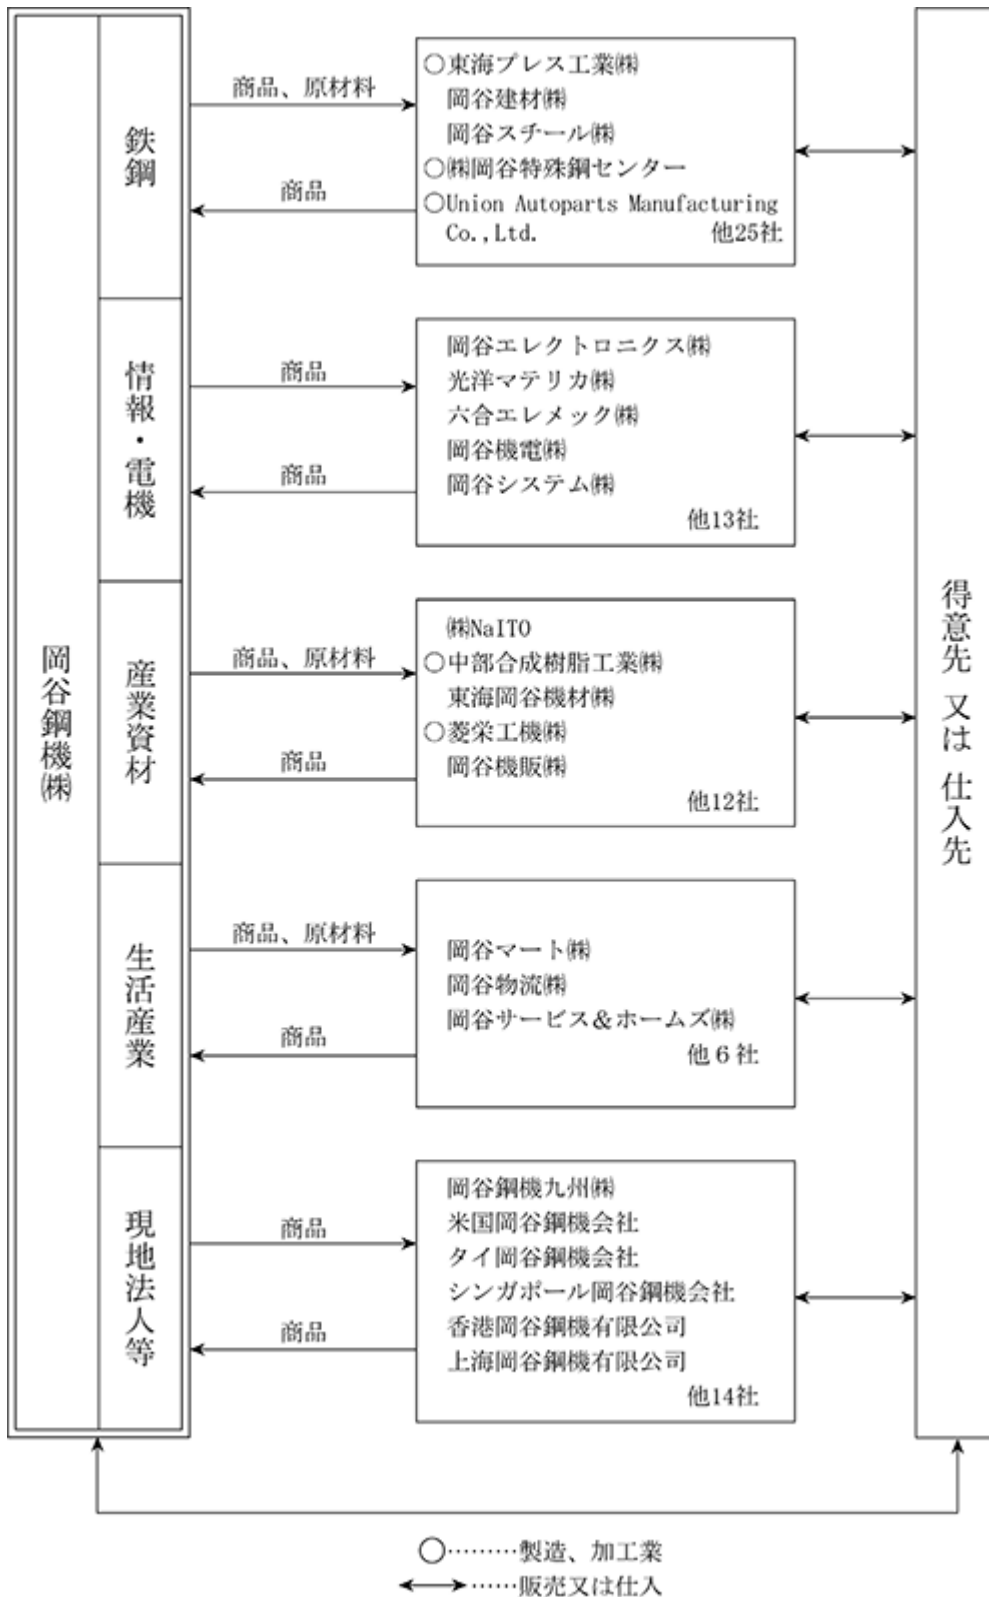 岡谷鋼機㈱
鉄鋼
商品、原材料
商品
○東海プレス工業㈱
岡谷建材㈱
岡谷スチール㈱
○㈱岡谷特殊鋼センター
○Union Autoparts Manufacturing
Co.,Ltd. 他25社
情報・電機
商品
商品
岡谷エレクトロニクス㈱
光洋マテリカ㈱
六合エレメック㈱
岡谷機電㈱
岡谷システム㈱
他13社
産業資材
商品、原材料
商品
㈱NaITO
○中部合成樹脂工業㈱
東海岡谷機材㈱
○菱栄工機㈱
岡谷機販㈱
他12社
生活産業
商品、原材料
商品
岡谷マート㈱
岡谷物流㈱
岡谷サービス＆ホームズ㈱
他６社
現地法人等
商品
商品
岡谷鋼機九州㈱
米国岡谷鋼機会社
タイ岡谷鋼機会社
シンガポール岡谷鋼機会社
香港岡谷鋼機有限公司
上海岡谷鋼機有限公司
他14社
得意先 又は 仕入先
○………製造、加工業
←→……販売又は仕入